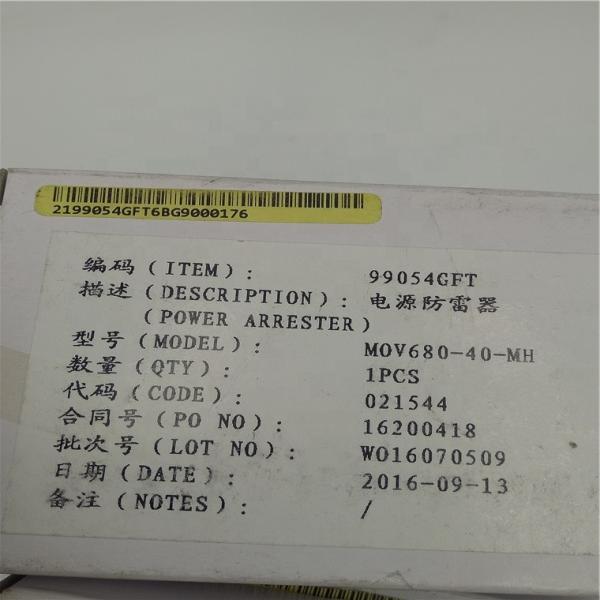 2199054GFT6BG9000176
编码(ITEM): 99054GFT
描述(DESCRIPTION): 电源防雷器
(POWER ARRESTER)
型号(MODEL): MOV680-40-MH
数量(QTY): 1PCS
代码(CODE): 021544
合同号(PO NO): 16200418
批次号(LOT NO): WO16070509
日期(DATE): 2016-09-13
备注(NOTES): /